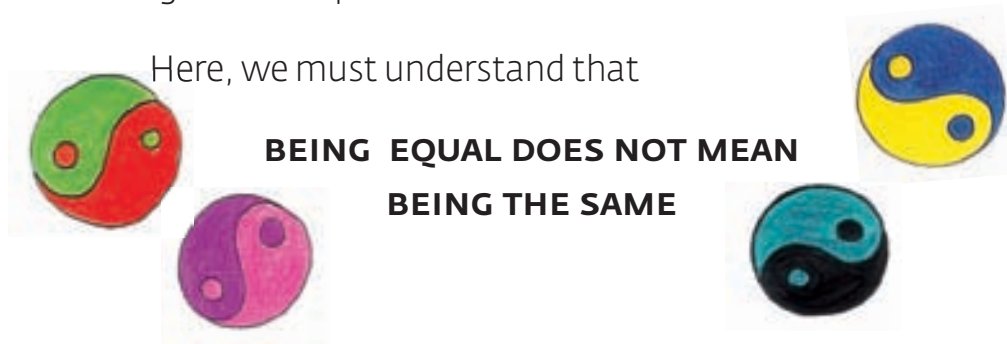 Here, we must understand that
BEING EQUAL DOES NOT MEAN
BEING THE SAME